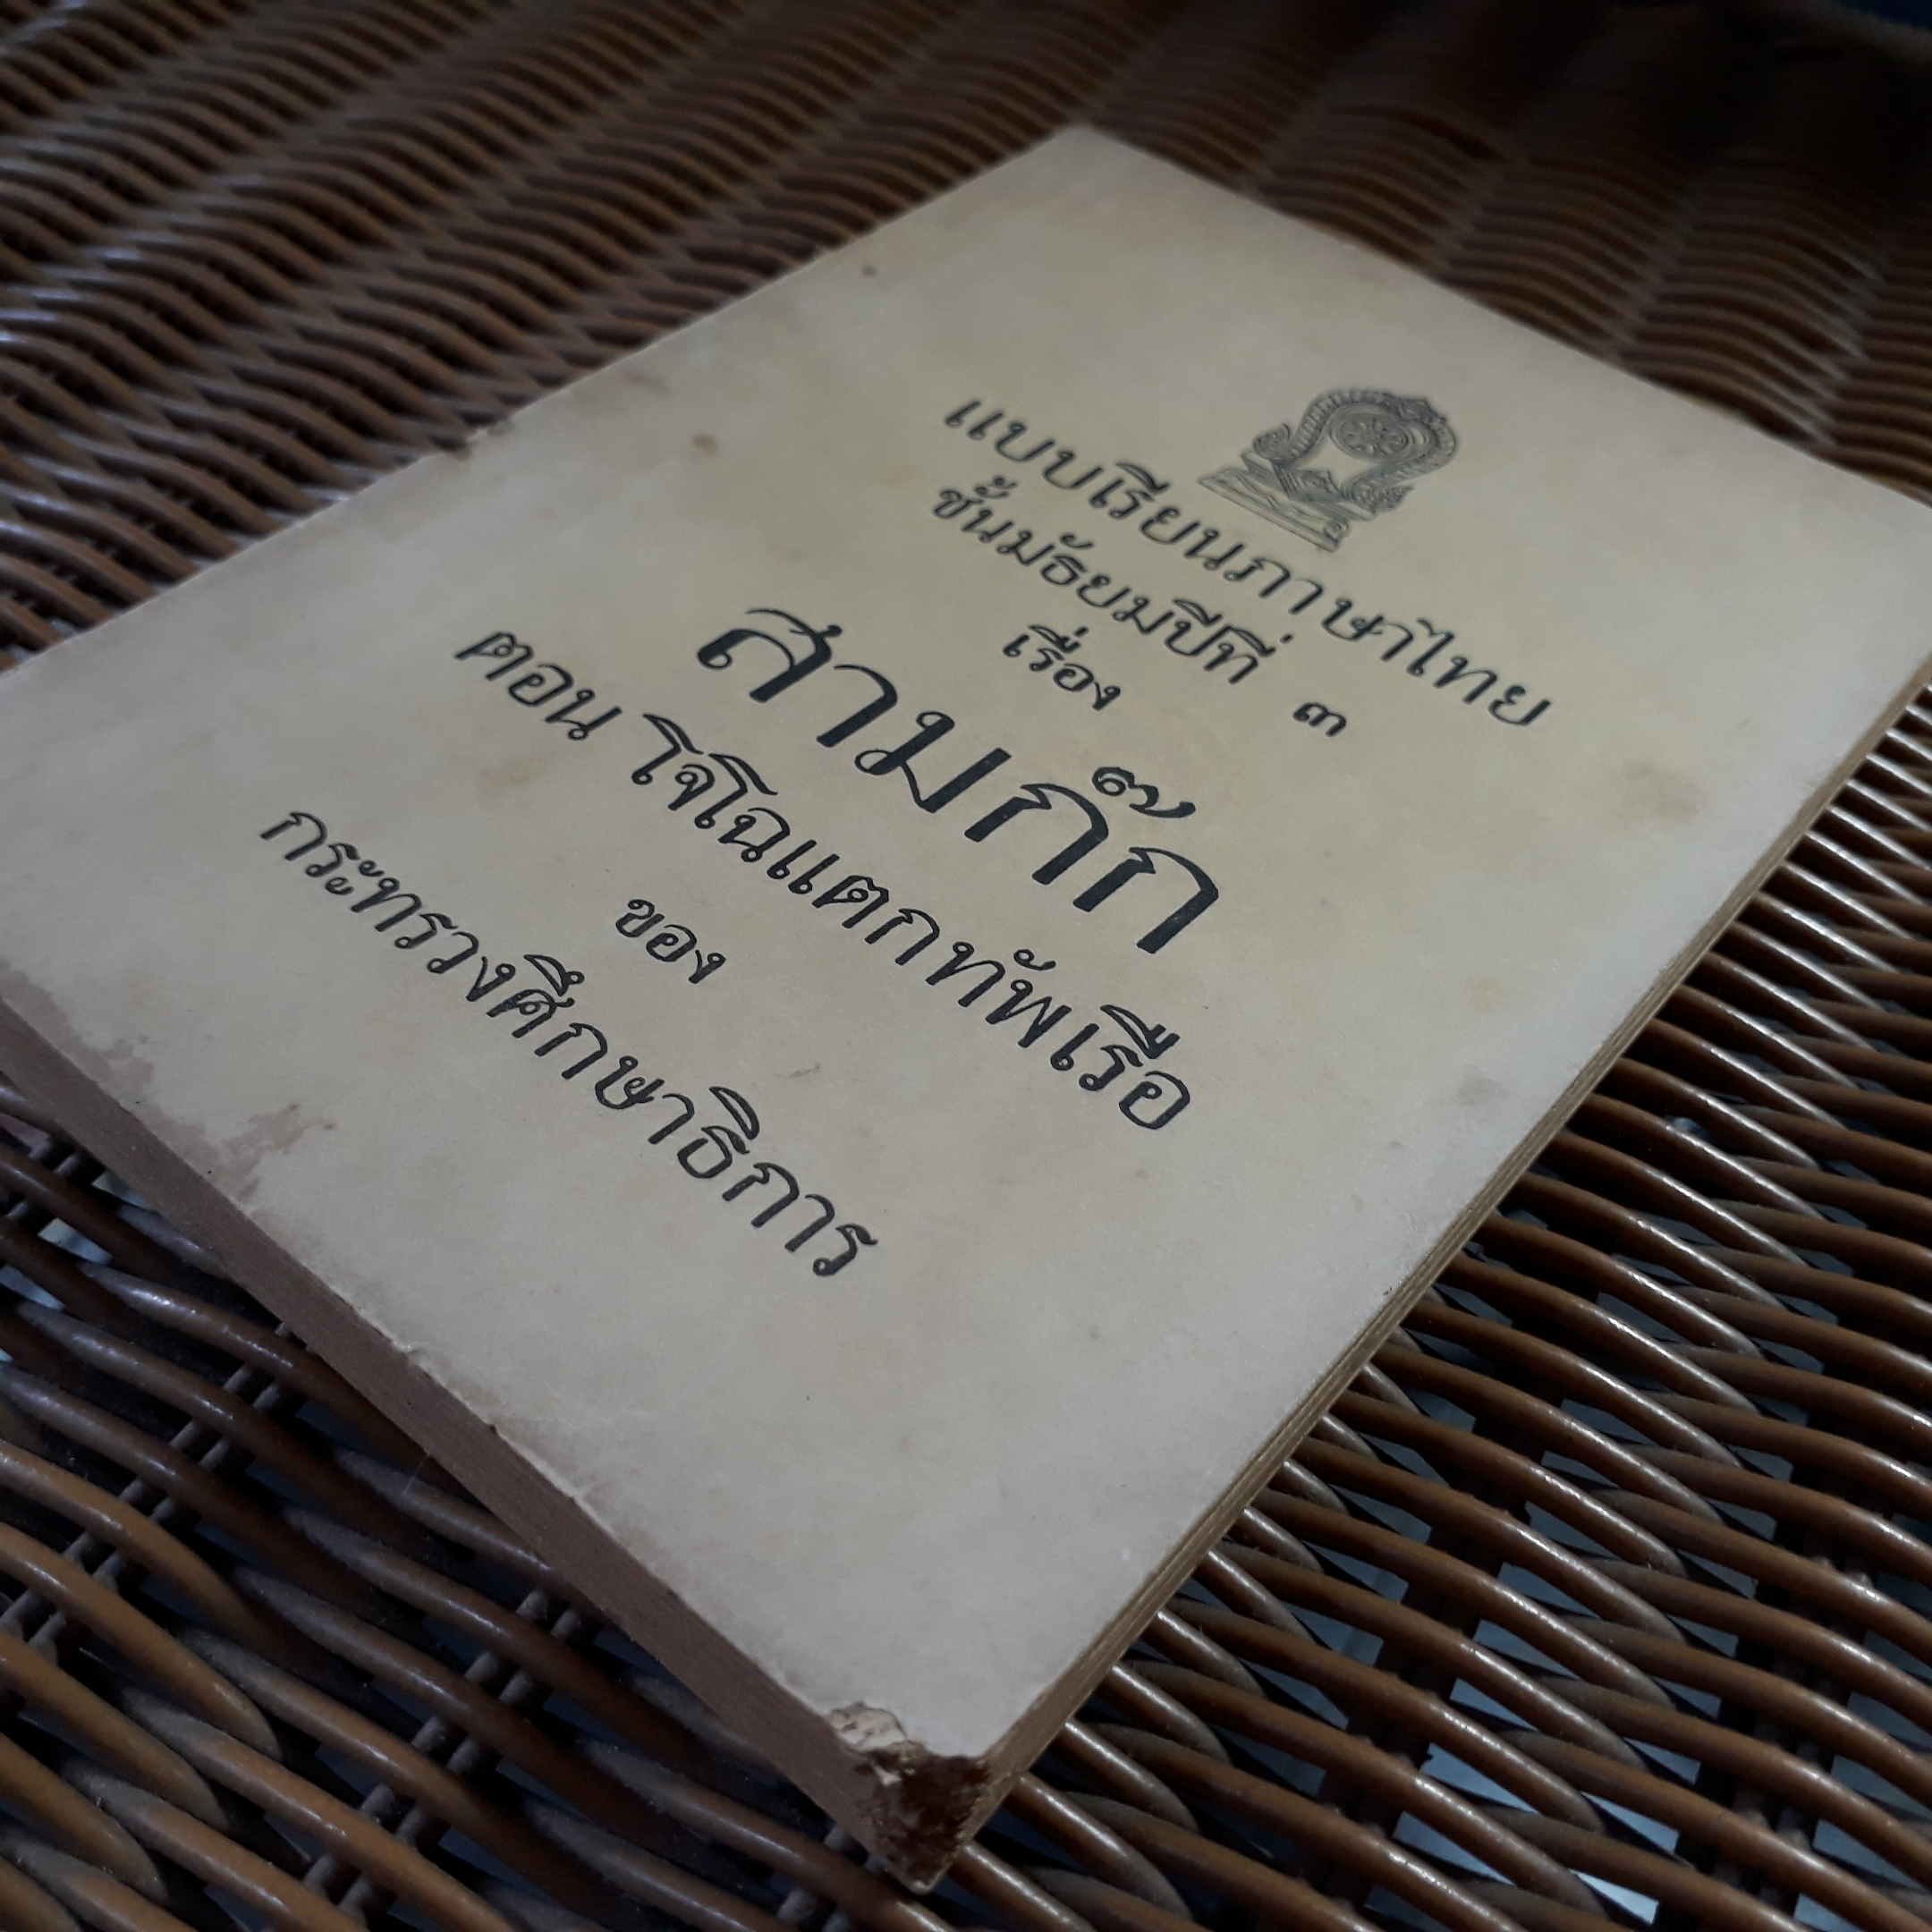 แบบเรียนภาษาไทย
ชั้นมัธยมปีที่ ๓
เรื่อง
สามก๊ก
ตอน โจโฉแตกทัพเรือ
ของ
กระทรวงศึกษาธิการ